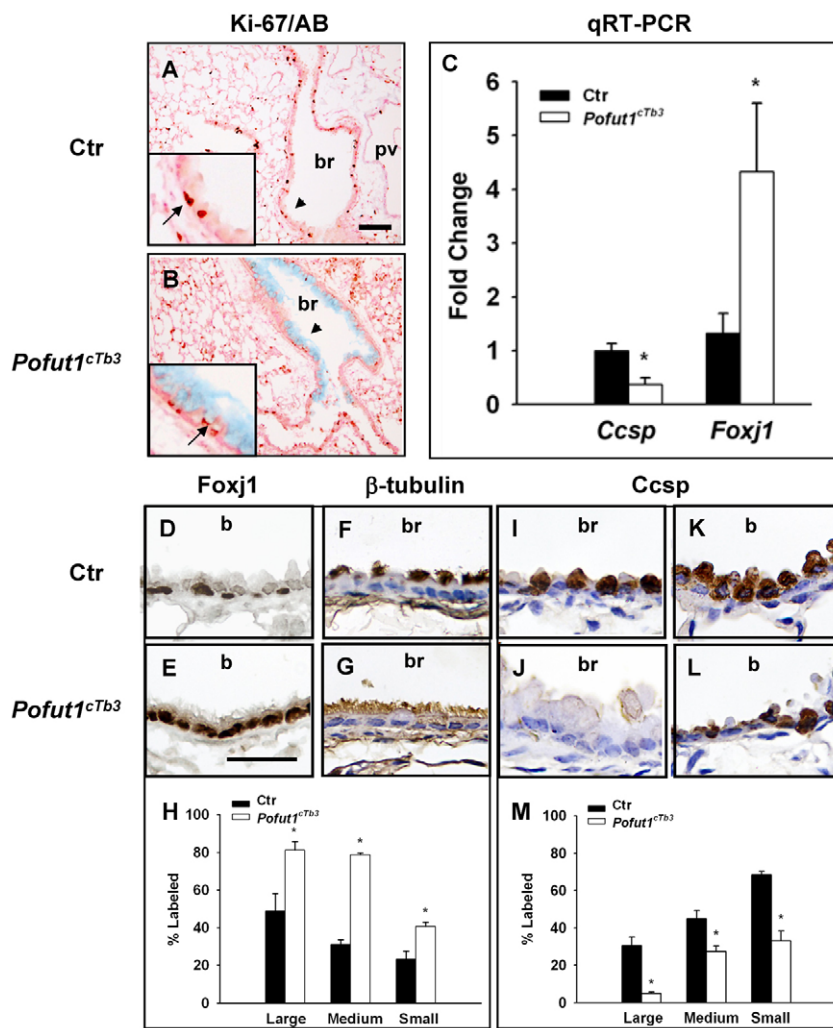 Ki-67/AB
qRT-PCR
Ctr
A
br
pv
Pofut1cTb3
B
br
C
Fold Change
6
5
4
3
2
1
0
Ctr
Pofut1cTb3
*
*
Ccsp
Foxj1
Foxj1
β-tubulin
Ccsp
Ctr
D
b
F
br
I
br
K
b
Pofut1cTb3
E
b
G
br
J
br
L
b
H
Ctr
Pofut1cTb3
% Labeled
100
80
60
40
20
0
*
*
*
Large
Medium
Small
M
Ctr
Pofut1cTb3
% Labeled
100
80
60
40
20
0
*
*
*
Large
Medium
Small